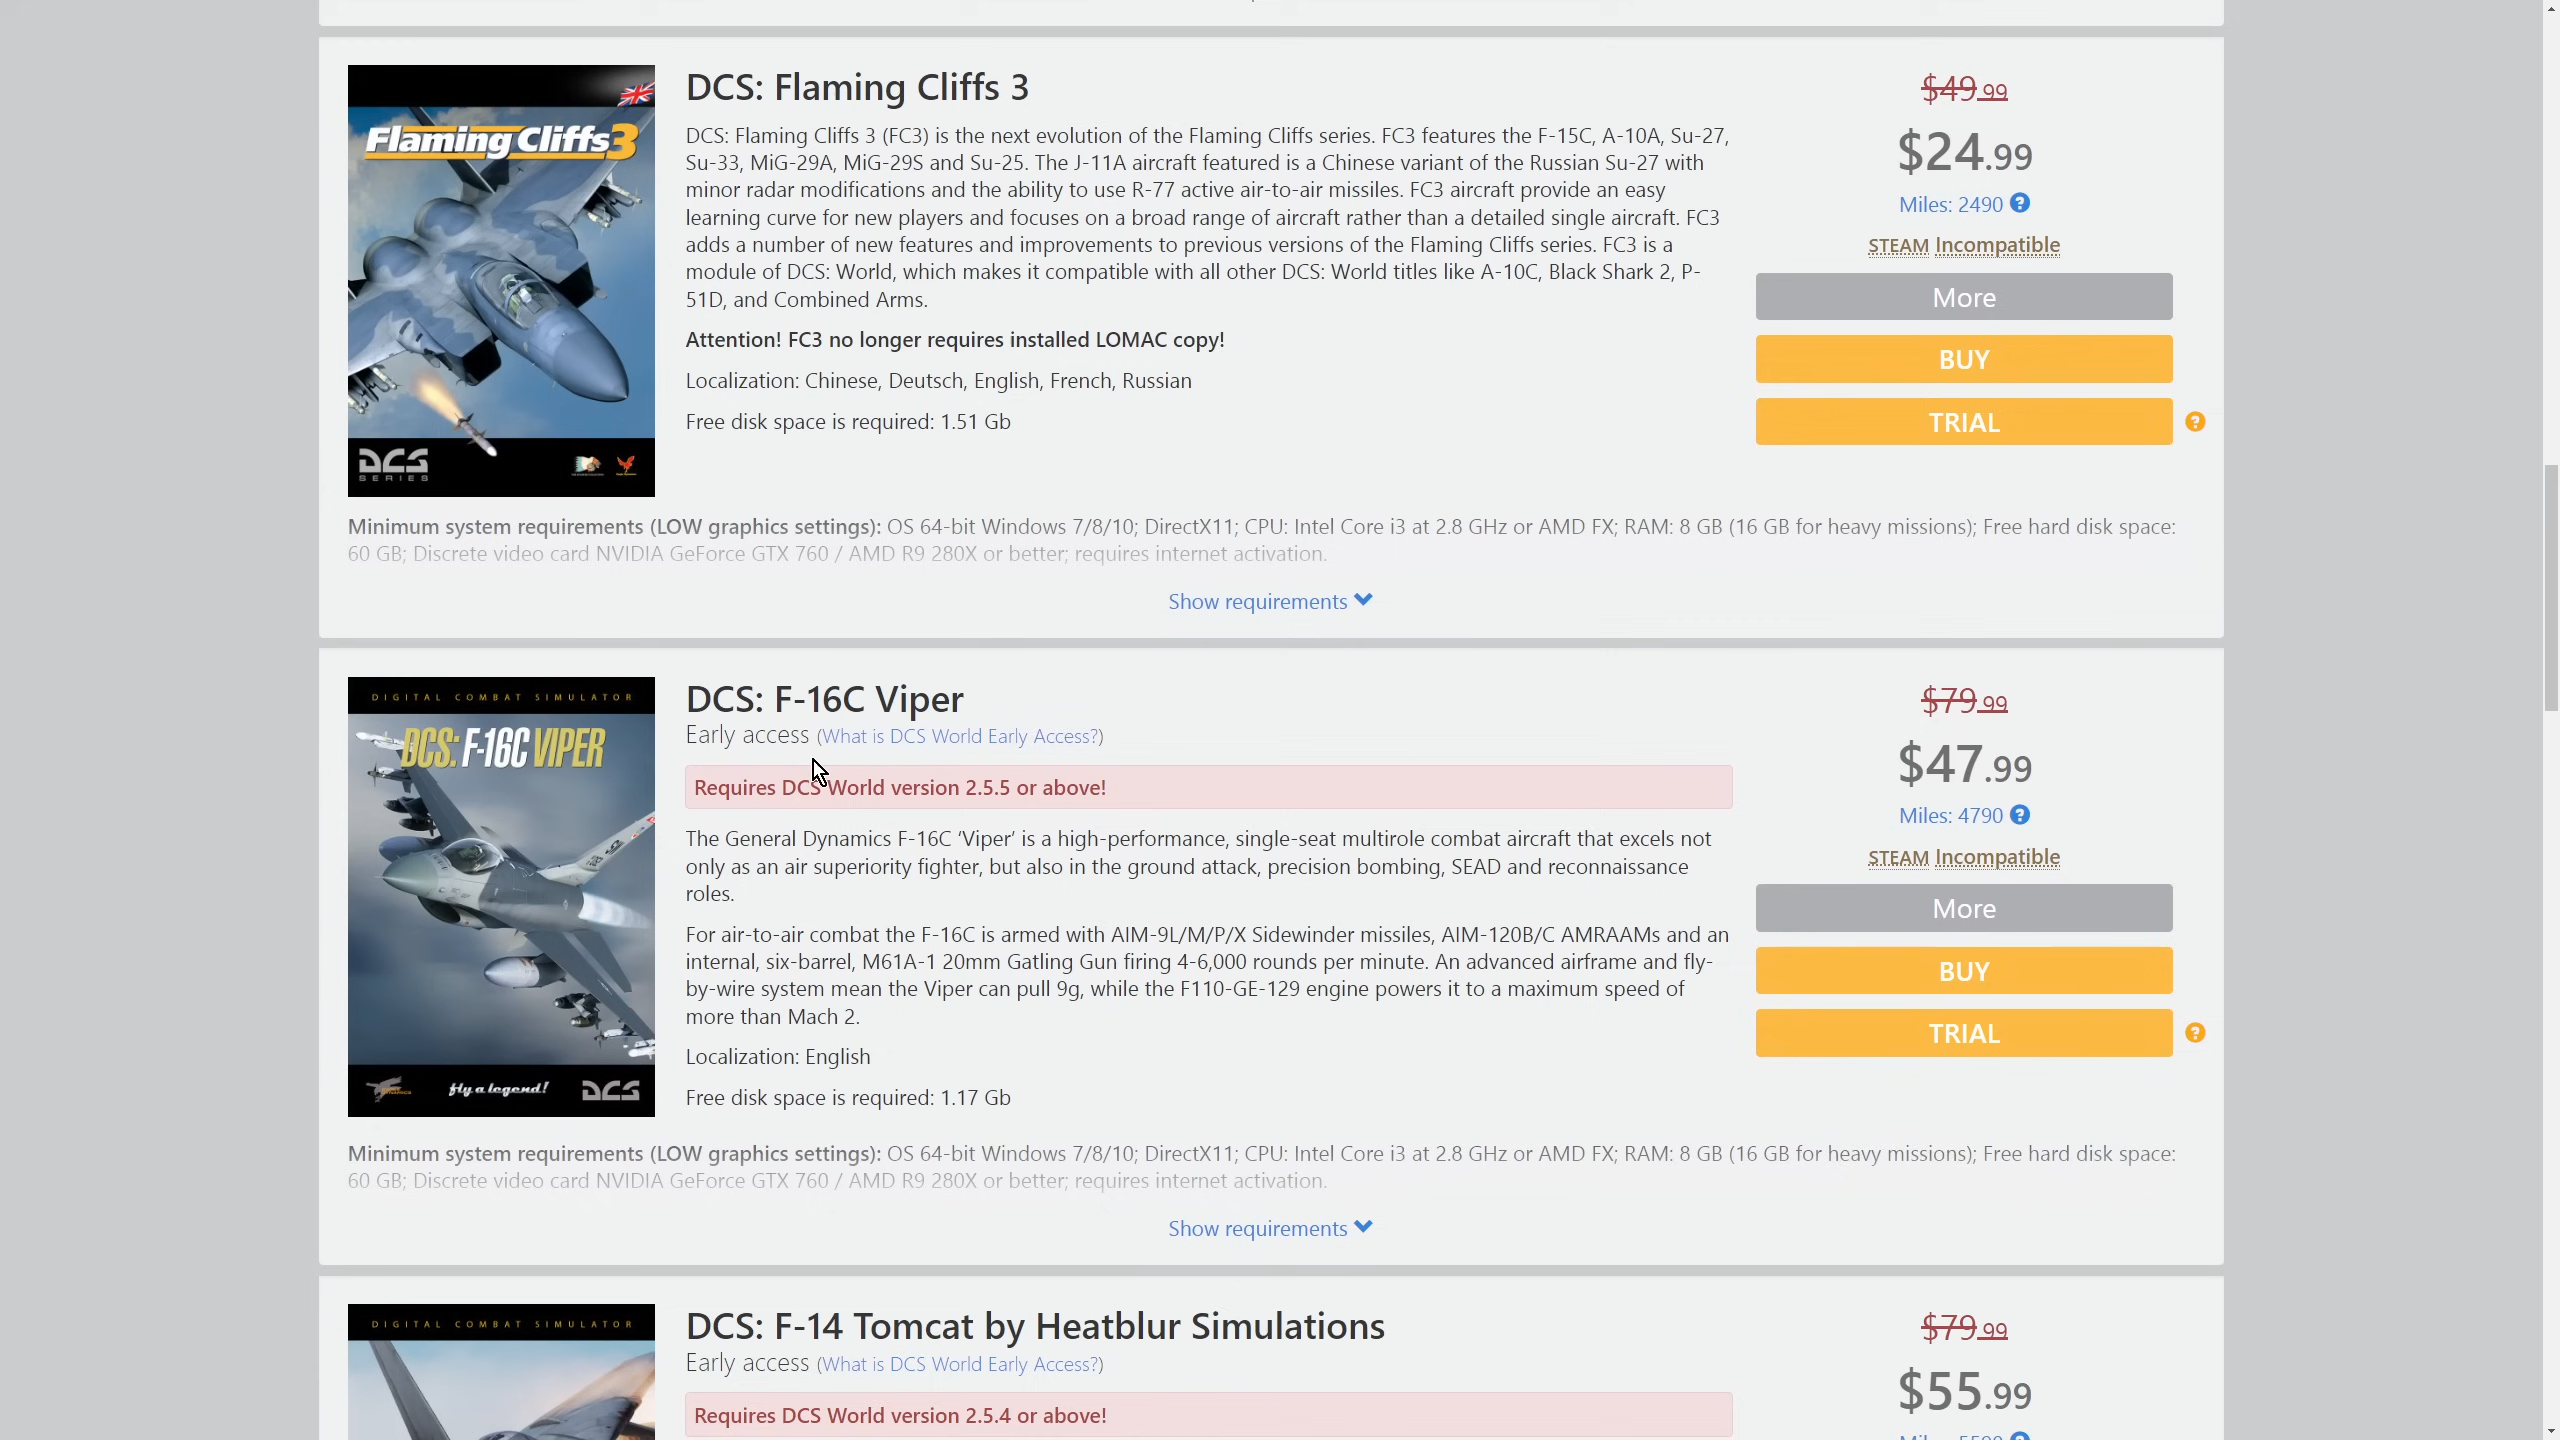 DCS: Flaming Cliffs 3
$49.99
DCS: Flaming Cliffs 3 (FC3) is the next evolution of the Flaming Cliffs series. FC3 features the F-15C, A-10A, Su-27,
Su-33, MiG-29A, MiG-29S and Su-25. The J-11A aircraft featured is a Chinese variant of the Russian Su-27 with
minor radar modifications and the ability to use R-77 active air-to-air missiles. FC3 aircraft provide an easy
learning curve for new players and focuses on a broad range of aircraft rather than a detailed single aircraft. FC3
adds a number of new features and improvements to previous versions of the Flaming Cliffs series. FC3 is a
module of DCS: World, which makes it compatible with all other DCS: World titles like A-10C, Black Shark 2, P-
51D, and Combined Arms.
Attention! FC3 no longer requires installed LOMAC copy!
Localization: Chinese, Deutsch, English, French, Russian
Free disk space is required: 1.51 Gb
$24.99
Miles: 2490 ?
STEAM Incompatible
More
BUY
TRIAL ?
Flaming Cliffs 3
DCS
SERIES
Minimum system requirements (LOW graphics settings): OS 64-bit Windows 7/8/10; DirectX11; CPU: Intel Core i3 at 2.8 GHz or AMD FX; RAM: 8 GB (16 GB for heavy missions); Free hard disk space:
60 GB; Discrete video card NVIDIA GeForce GTX 760 / AMD R9 280X or better; requires internet activation.
Show requirements
DIGITAL COMBAT SIMULATOR
DCS: F-16C VIPER
fly a legend!
DCS
DCS: F-16C Viper
Early access (What is DCS World Early Access?)
Requires DCS World version 2.5.5 or above!
The General Dynamics F-16C ‘Viper’ is a high-performance, single-seat multirole combat aircraft that excels not
only as an air superiority fighter, but also in the ground attack, precision bombing, SEAD and reconnaissance
roles.
For air-to-air combat the F-16C is armed with AIM-9L/M/P/X Sidewinder missiles, AIM-120B/C AMRAAMs and an
internal, six-barrel, M61A-1 20mm Gatling Gun firing 4-6,000 rounds per minute. An advanced airframe and fly-
by-wire system mean the Viper can pull 9g, while the F110-GE-129 engine powers it to a maximum speed of
more than Mach 2.
Localization: English
Free disk space is required: 1.17 Gb
$79.99
$47.99
Miles: 4790 ?
STEAM Incompatible
More
BUY
TRIAL ?
Minimum system requirements (LOW graphics settings): OS 64-bit Windows 7/8/10; DirectX11; CPU: Intel Core i3 at 2.8 GHz or AMD FX; RAM: 8 GB (16 GB for heavy missions); Free hard disk space:
60 GB; Discrete video card NVIDIA GeForce GTX 760 / AMD R9 280X or better; requires internet activation.
Show requirements
DIGITAL COMBAT SIMULATOR
DCS: F-14 Tomcat by Heatblur Simulations
Early access (What is DCS World Early Access?)
Requires DCS World version 2.5.4 or above!
$79.99
$55.99